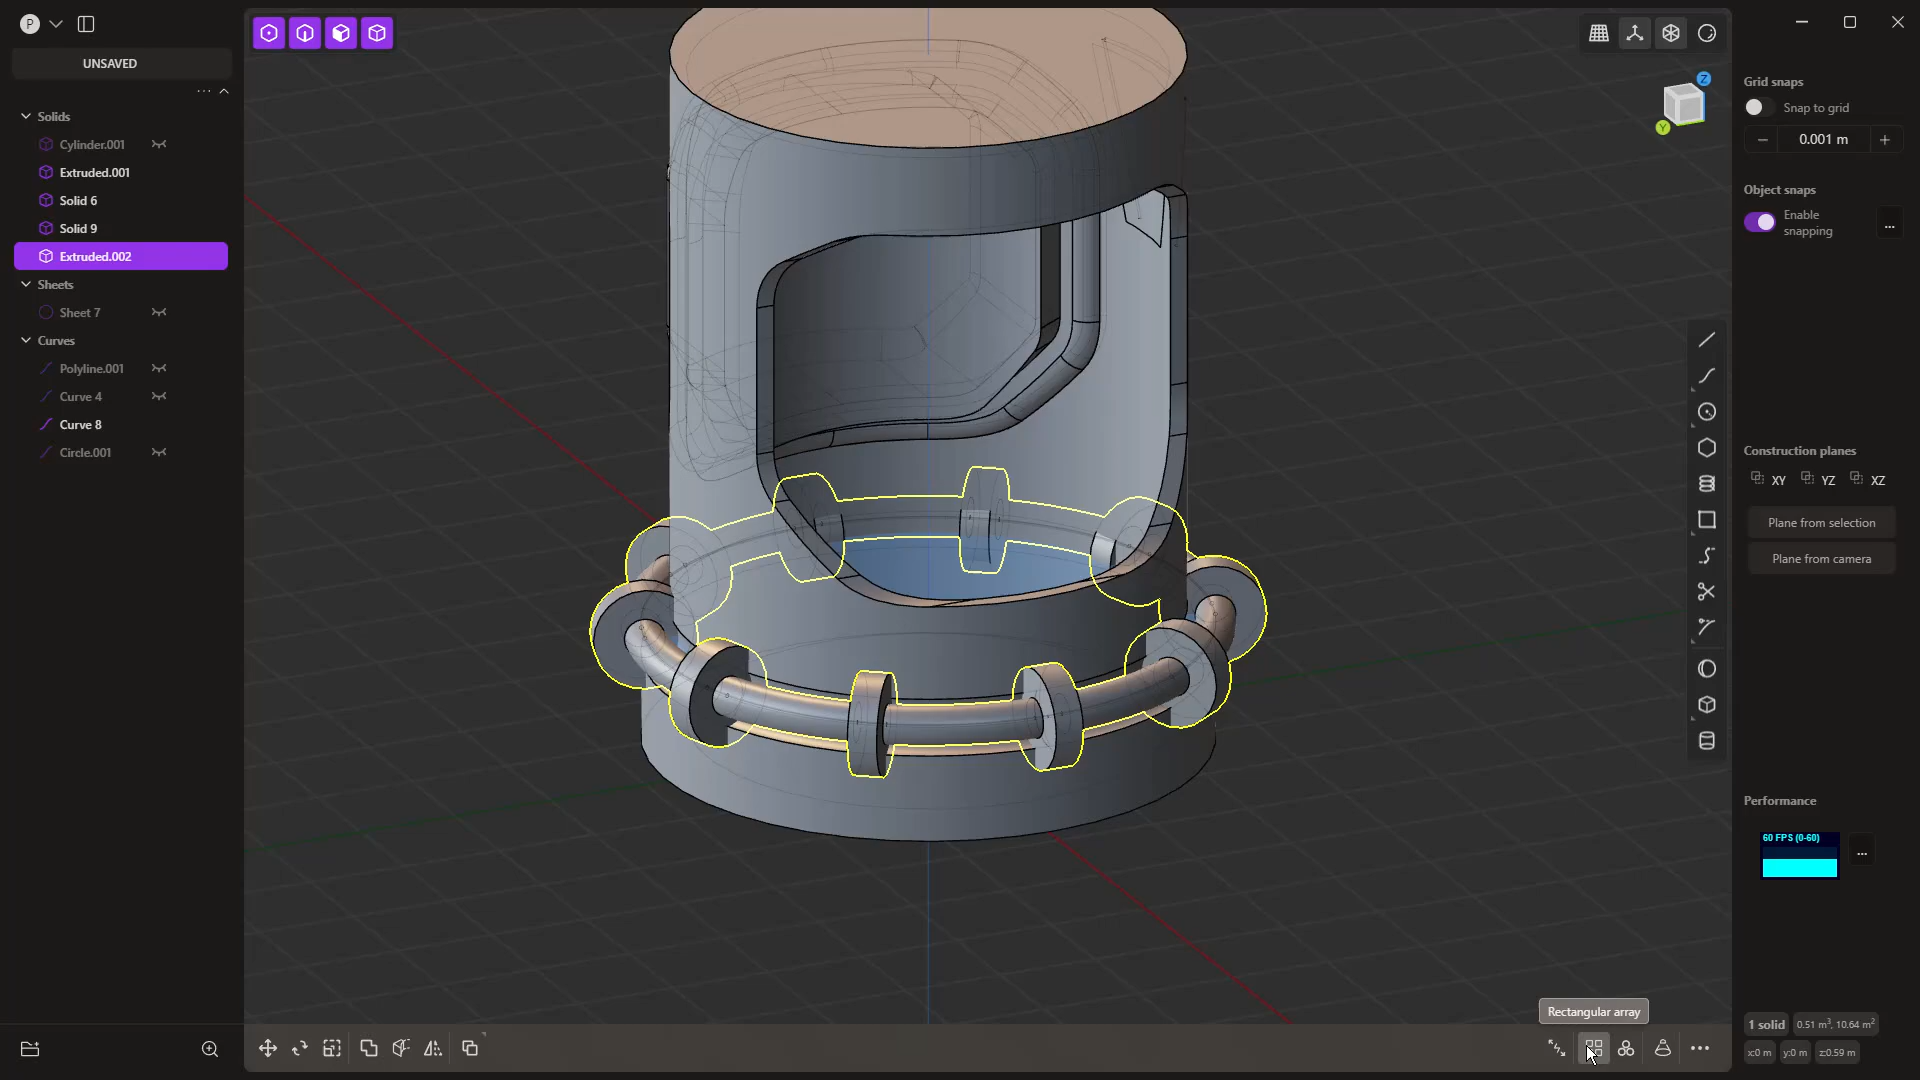 P
UNSAVED
Solids
Cylinder.001
Extruded.001
Solid 6
Solid 9
Extruded.002
Sheets
Sheet 7
Curves
Polyline.001
Curve 4
Curve 8
Circle.001
Z
Y
Grid snaps
Snap to grid
0.001 m
Object snaps
Enable
snapping
Construction planes
XY YZ XZ
Plane from selection
Plane from camera
Performance
60 FPS (0-60)
Rectangular array
1 solid 0.51 m³, 10.64 m²
x:0 m y:0 m z:0.59 m